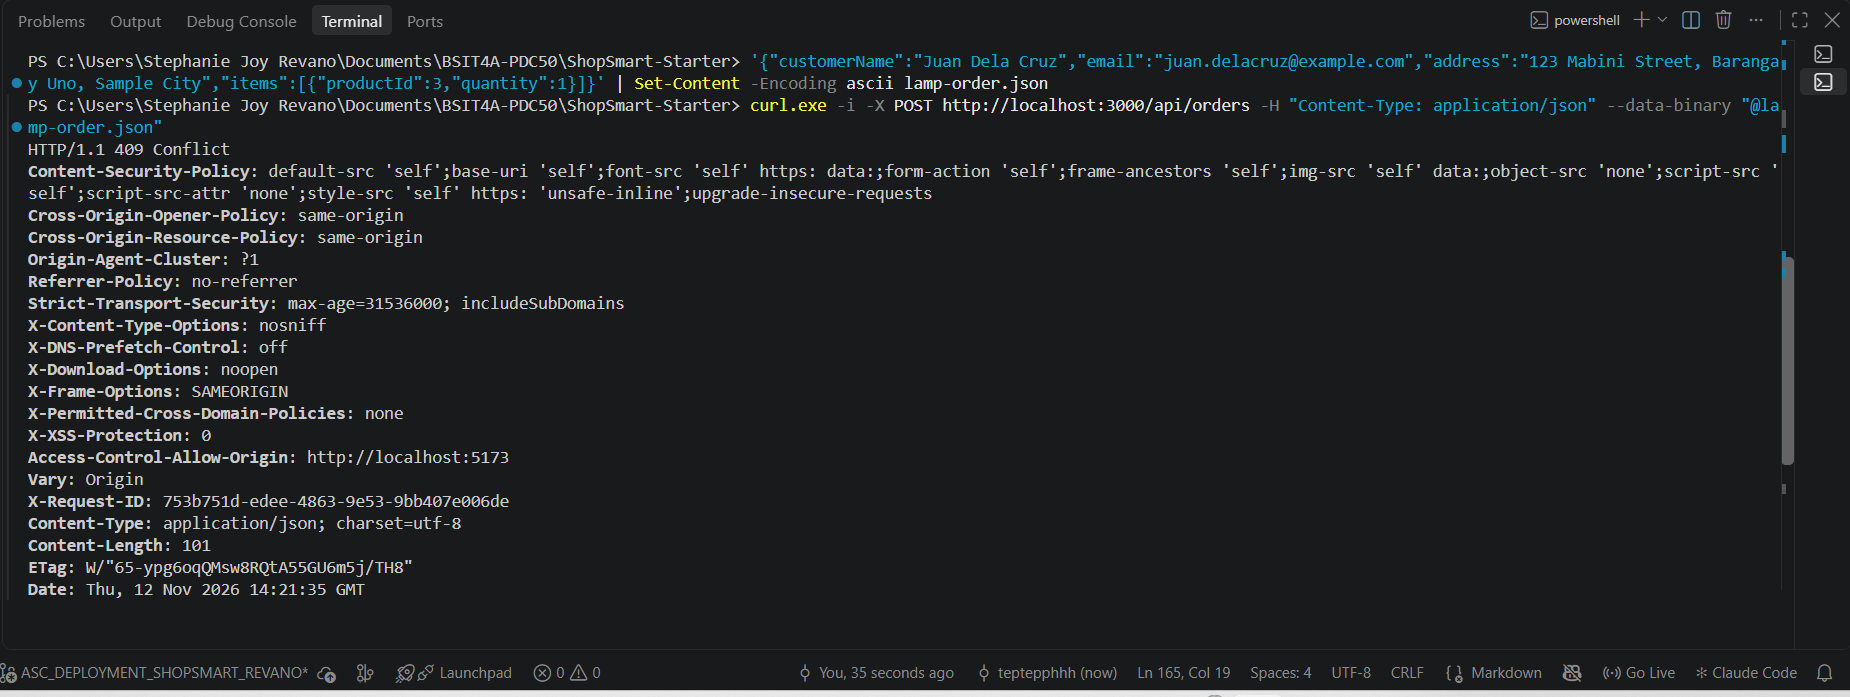 Problems Output Debug Console Terminal Ports powershell
PS C:\Users\Stephanie Joy Revano\Documents\BSIT4A-PDC50\ShopSmart-Starter> '{"customerName":"Juan Dela Cruz","email":"juan.delacruz@example.com","address":"123 Mabini Street, Baranga
y Uno, Sample City","items":[{"productId":3,"quantity":1}]}' | Set-Content -Encoding ascii lamp-order.json
PS C:\Users\Stephanie Joy Revano\Documents\BSIT4A-PDC50\ShopSmart-Starter> curl.exe -i -X POST http://localhost:3000/api/orders -H "Content-Type: application/json" --data-binary "@la
mp-order.json"
HTTP/1.1 409 Conflict
Content-Security-Policy: default-src 'self';base-uri 'self';font-src 'self' https: data:;form-action 'self';frame-ancestors 'self';img-src 'self' data:;object-src 'none';script-src '
self';script-src-attr 'none';style-src 'self' https: 'unsafe-inline';upgrade-insecure-requests
Cross-Origin-Opener-Policy: same-origin
Cross-Origin-Resource-Policy: same-origin
Origin-Agent-Cluster: ?1
Referrer-Policy: no-referrer
Strict-Transport-Security: max-age=31536000; includeSubDomains
X-Content-Type-Options: nosniff
X-DNS-Prefetch-Control: off
X-Download-Options: noopen
X-Frame-Options: SAMEORIGIN
X-Permitted-Cross-Domain-Policies: none
X-XSS-Protection: 0
Access-Control-Allow-Origin: http://localhost:5173
Vary: Origin
X-Request-ID: 753b751d-edee-4863-9e53-9bb407e006de
Content-Type: application/json; charset=utf-8
Content-Length: 101
ETag: W/"65-ypg6oqQMsw8RQtA55GU6m5j/TH8"
Date: Thu, 12 Nov 2026 14:21:35 GMT
ASC_DEPLOYMENT_SHOPSMART_REVANO* Launchpad 0 0 You, 35 seconds ago teptepphhh (now) Ln 165, Col 19 Spaces: 4 UTF-8 CRLF Markdown Go Live Claude Code